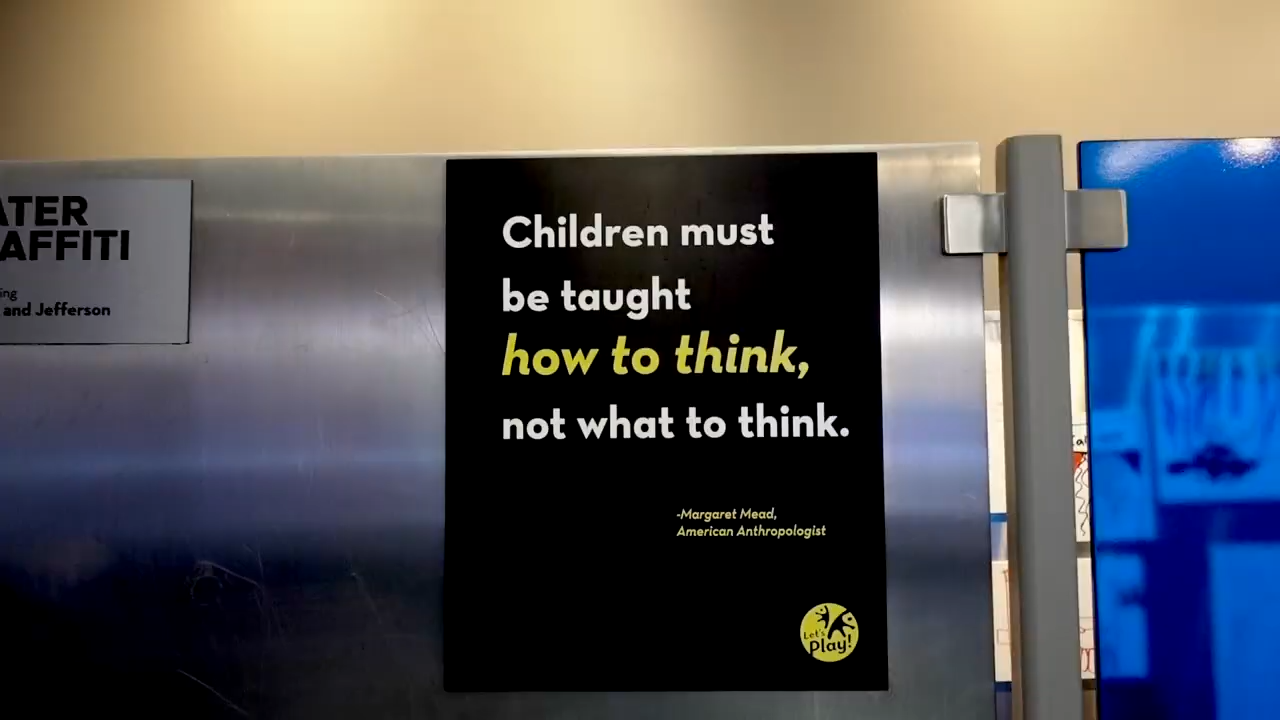 ATER
AFFITI
ing
and Jefferson
Children must
be taught
how to think,
not what to think.
-Margaret Mead,
American Anthropologist
Let's
Play!